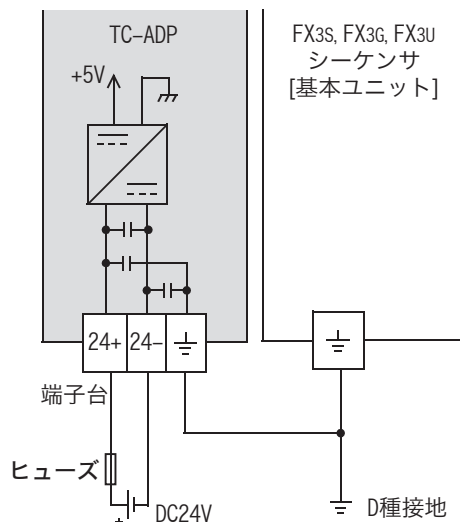 TC-ADP
+5V
FX3S, FX3G, FX3U
シーケンサ
[基本ユニット]
24+
24-
端子台
ヒューズ
+
DC24V
D種接地